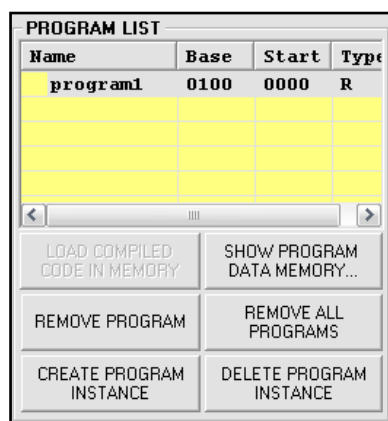 PROGRAM LIST
Name Base Start Type
program1 0100 0000 R
LOAD COMPILED
CODE IN MEMORY
SHOW PROGRAM
DATA MEMORY...
REMOVE PROGRAM
REMOVE ALL
PROGRAMS
CREATE PROGRAM
INSTANCE
DELETE PROGRAM
INSTANCE